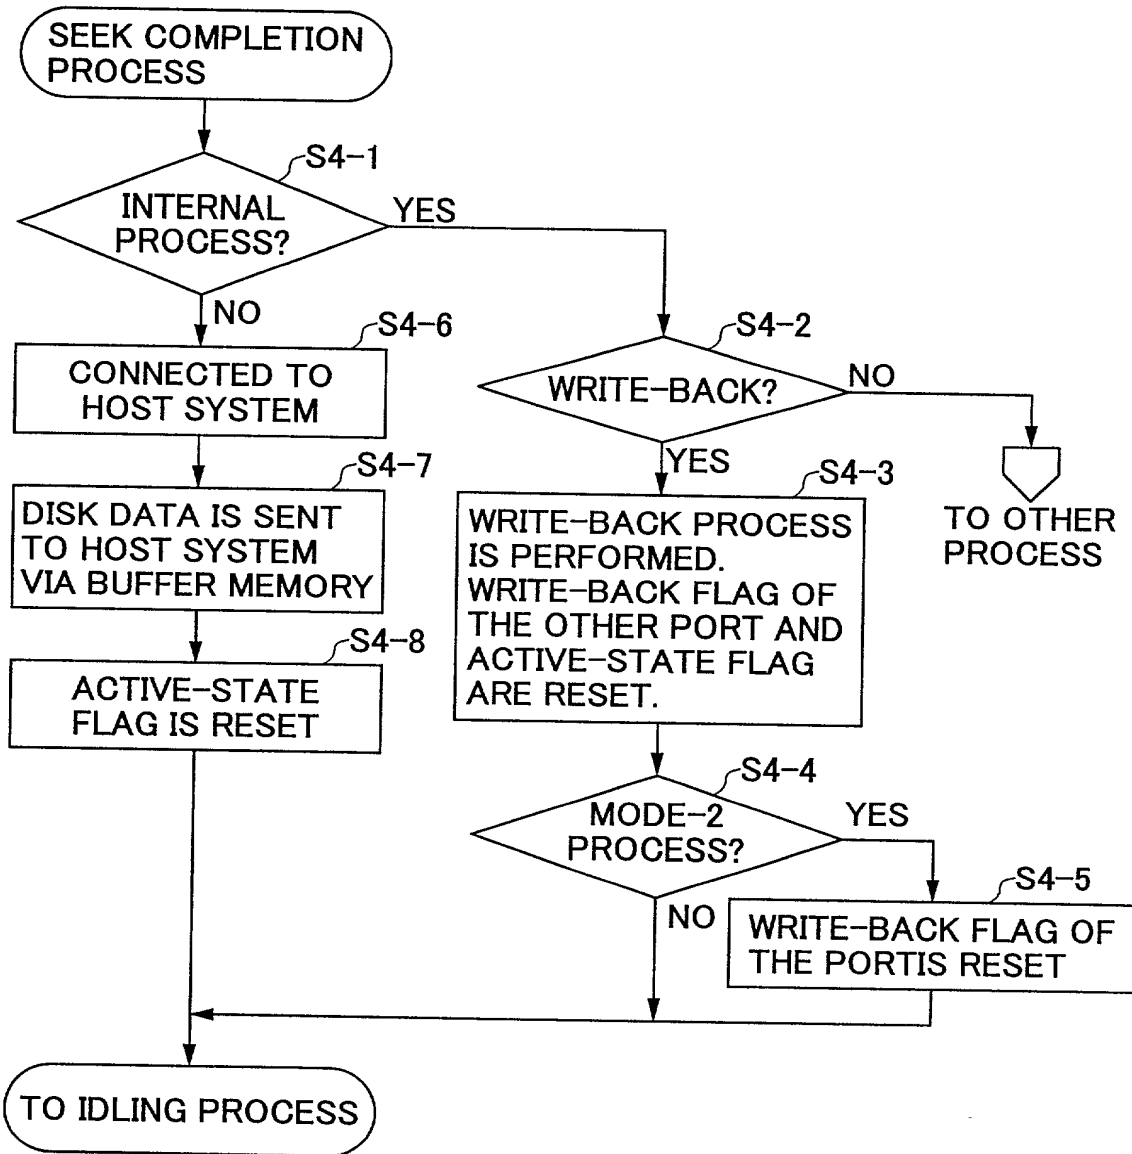 SEEK COMPLETION
PROCESS
S4-1
INTERNAL
PROCESS?
YES
NO
S4-6
CONNECTED TO
HOST SYSTEM
S4-7
DISK DATA IS SENT
TO HOST SYSTEM
VIA BUFFER MEMORY
S4-8
ACTIVE-STATE
FLAG IS RESET
S4-2
WRITE-BACK?
NO
TO OTHER
PROCESS
YES
S4-3
WRITE-BACK PROCESS
IS PERFORMED.
WRITE-BACK FLAG OF
THE OTHER PORT AND
ACTIVE-STATE FLAG
ARE RESET.
S4-4
MODE-2
PROCESS?
YES
NO
S4-5
WRITE-BACK FLAG OF
THE PORTIS RESET
TO IDLING PROCESS